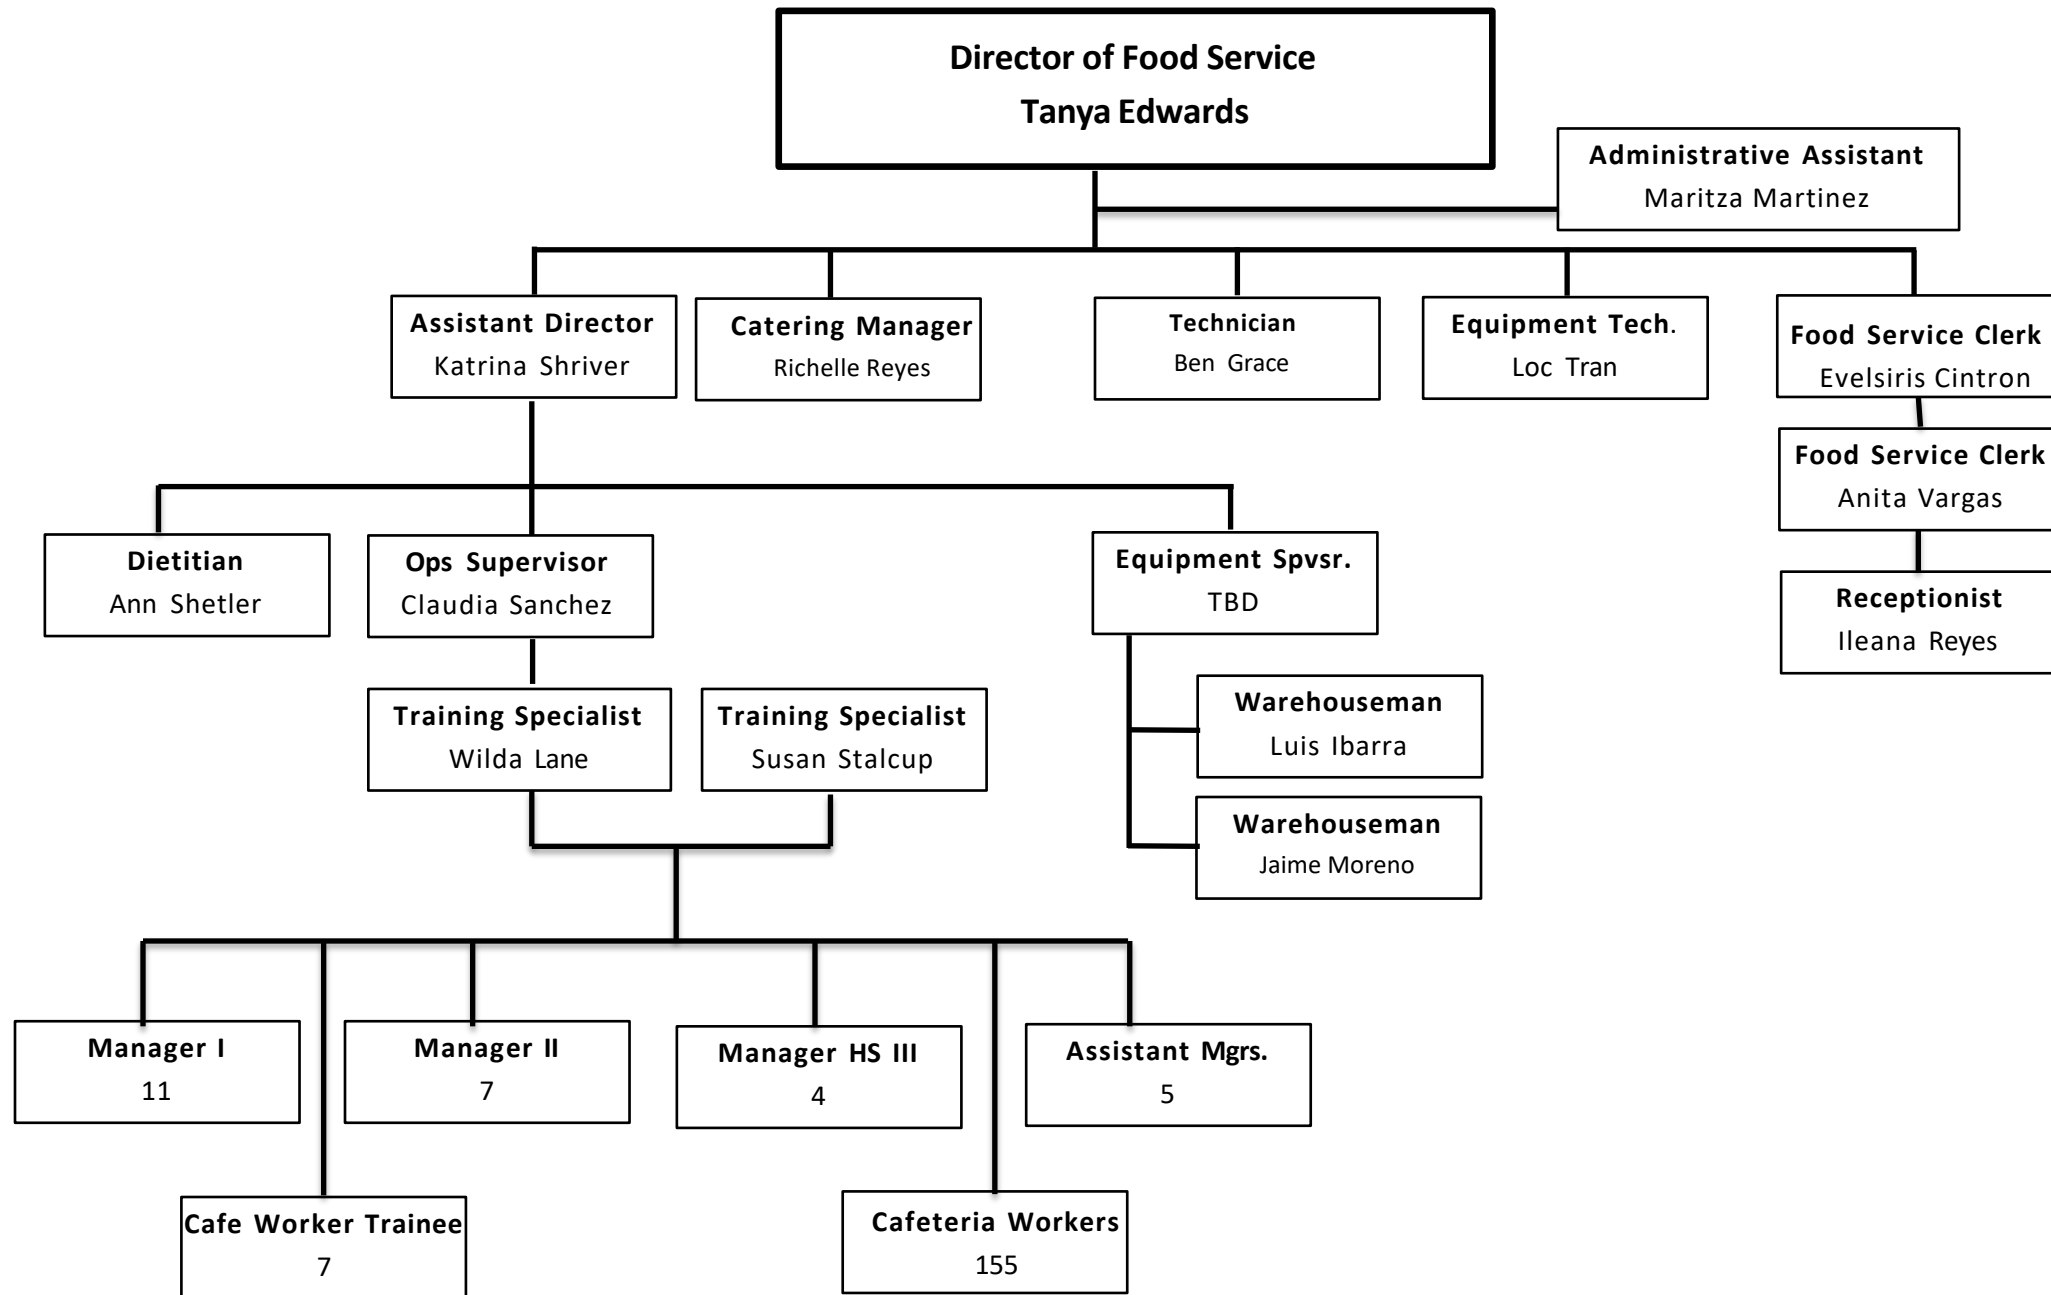 Director of Food Service
Tanya Edwards
Administrative Assistant
Maritza Martinez
Assistant Director
Katrina Shriver
Catering Manager
Richelle Reyes
Technician
Ben Grace
Equipment Tech.
Loc Tran
Food Service Clerk
Evelsiris Cintron
Food Service Clerk
Anita Vargas
Receptionist
Ileana Reyes
Dietitian
Ann Shetler
Ops Supervisor
Claudia Sanchez
Equipment Spvsr.
TBD
Training Specialist
Wilda Lane
Training Specialist
Susan Stalcup
Warehouseman
Luis Ibarra
Warehouseman
Jaime Moreno
Manager I
11
Manager II
7
Manager HS III
4
Assistant Mgrs.
5
Cafe Worker Trainee
7
Cafeteria Workers
155